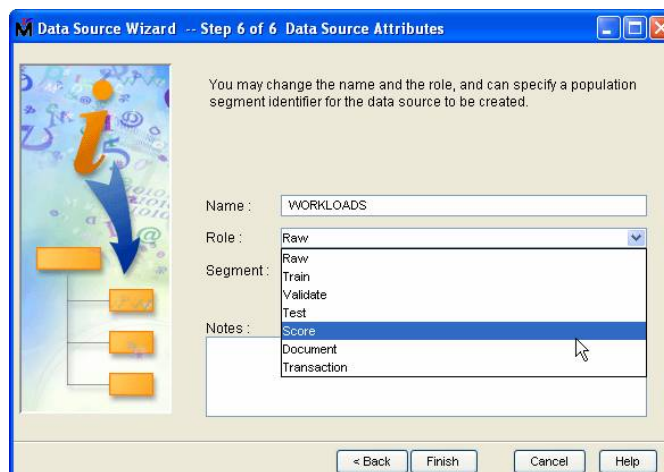 Data Source Wizard -- Step 6 of 6 Data Source Attributes
You may change the name and the role, and can specify a population
segment identifier for the data source to be created.
Name : WORKLOADS
Role : Raw
Raw
Train
Segment :
Validate
Test
Notes :
Score
Document
Transaction
< Back Finish Cancel Help